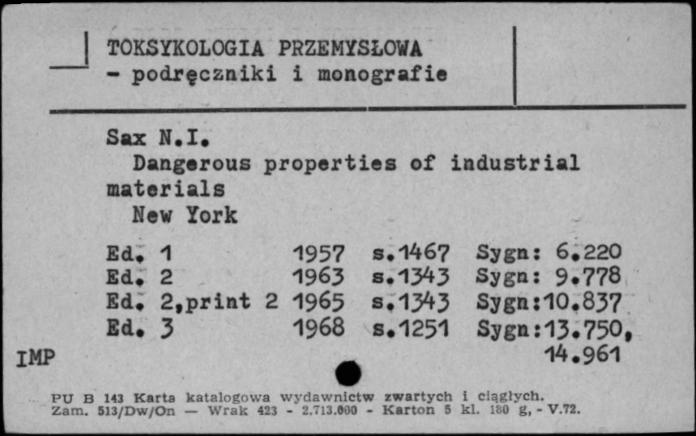 TOKSYKOLOGIA PRZEMYSŁOWA
- podręczniki i monografie
Sax N.I.
Dangerous properties of industrial
materials
New York
Ed. 1 1957 s.1467 Sygn: 6.220
Ed. 2 1963 s.1343 Sygn: 9.778
Ed. 2,print 2 1965 s.1343 Sygn:10.837
Ed. 3 1968 s.1251 Sygn:13.750,
IMP 14.961
PU B 143 Karta katalogowa wydawnictw zwartych i ciągłych.
Zam. 513/Dw/On — Wrak 423 - 2.713.000 - Karton 5 kl. 180 g, - V.72.